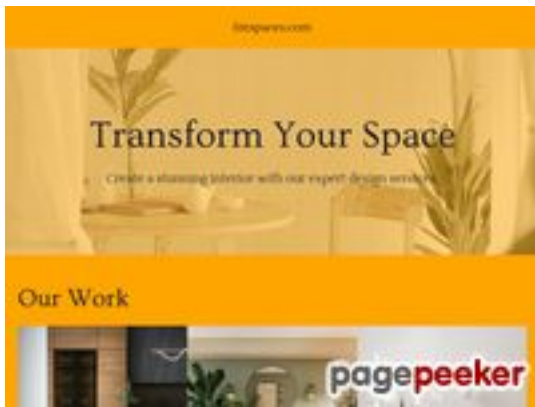 Transform Your Space
Create a stunning interior with our expert design services
Our Work
pagepeeker